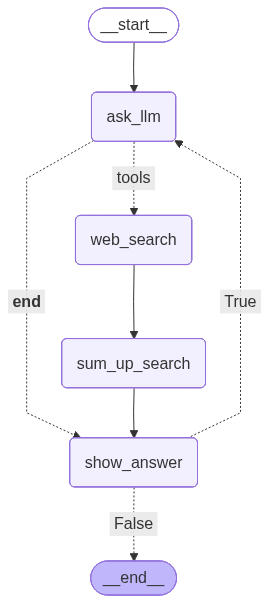 __start__
ask_llm
tools
web_search
end
True
sum_up_search
show_answer
False
__end__